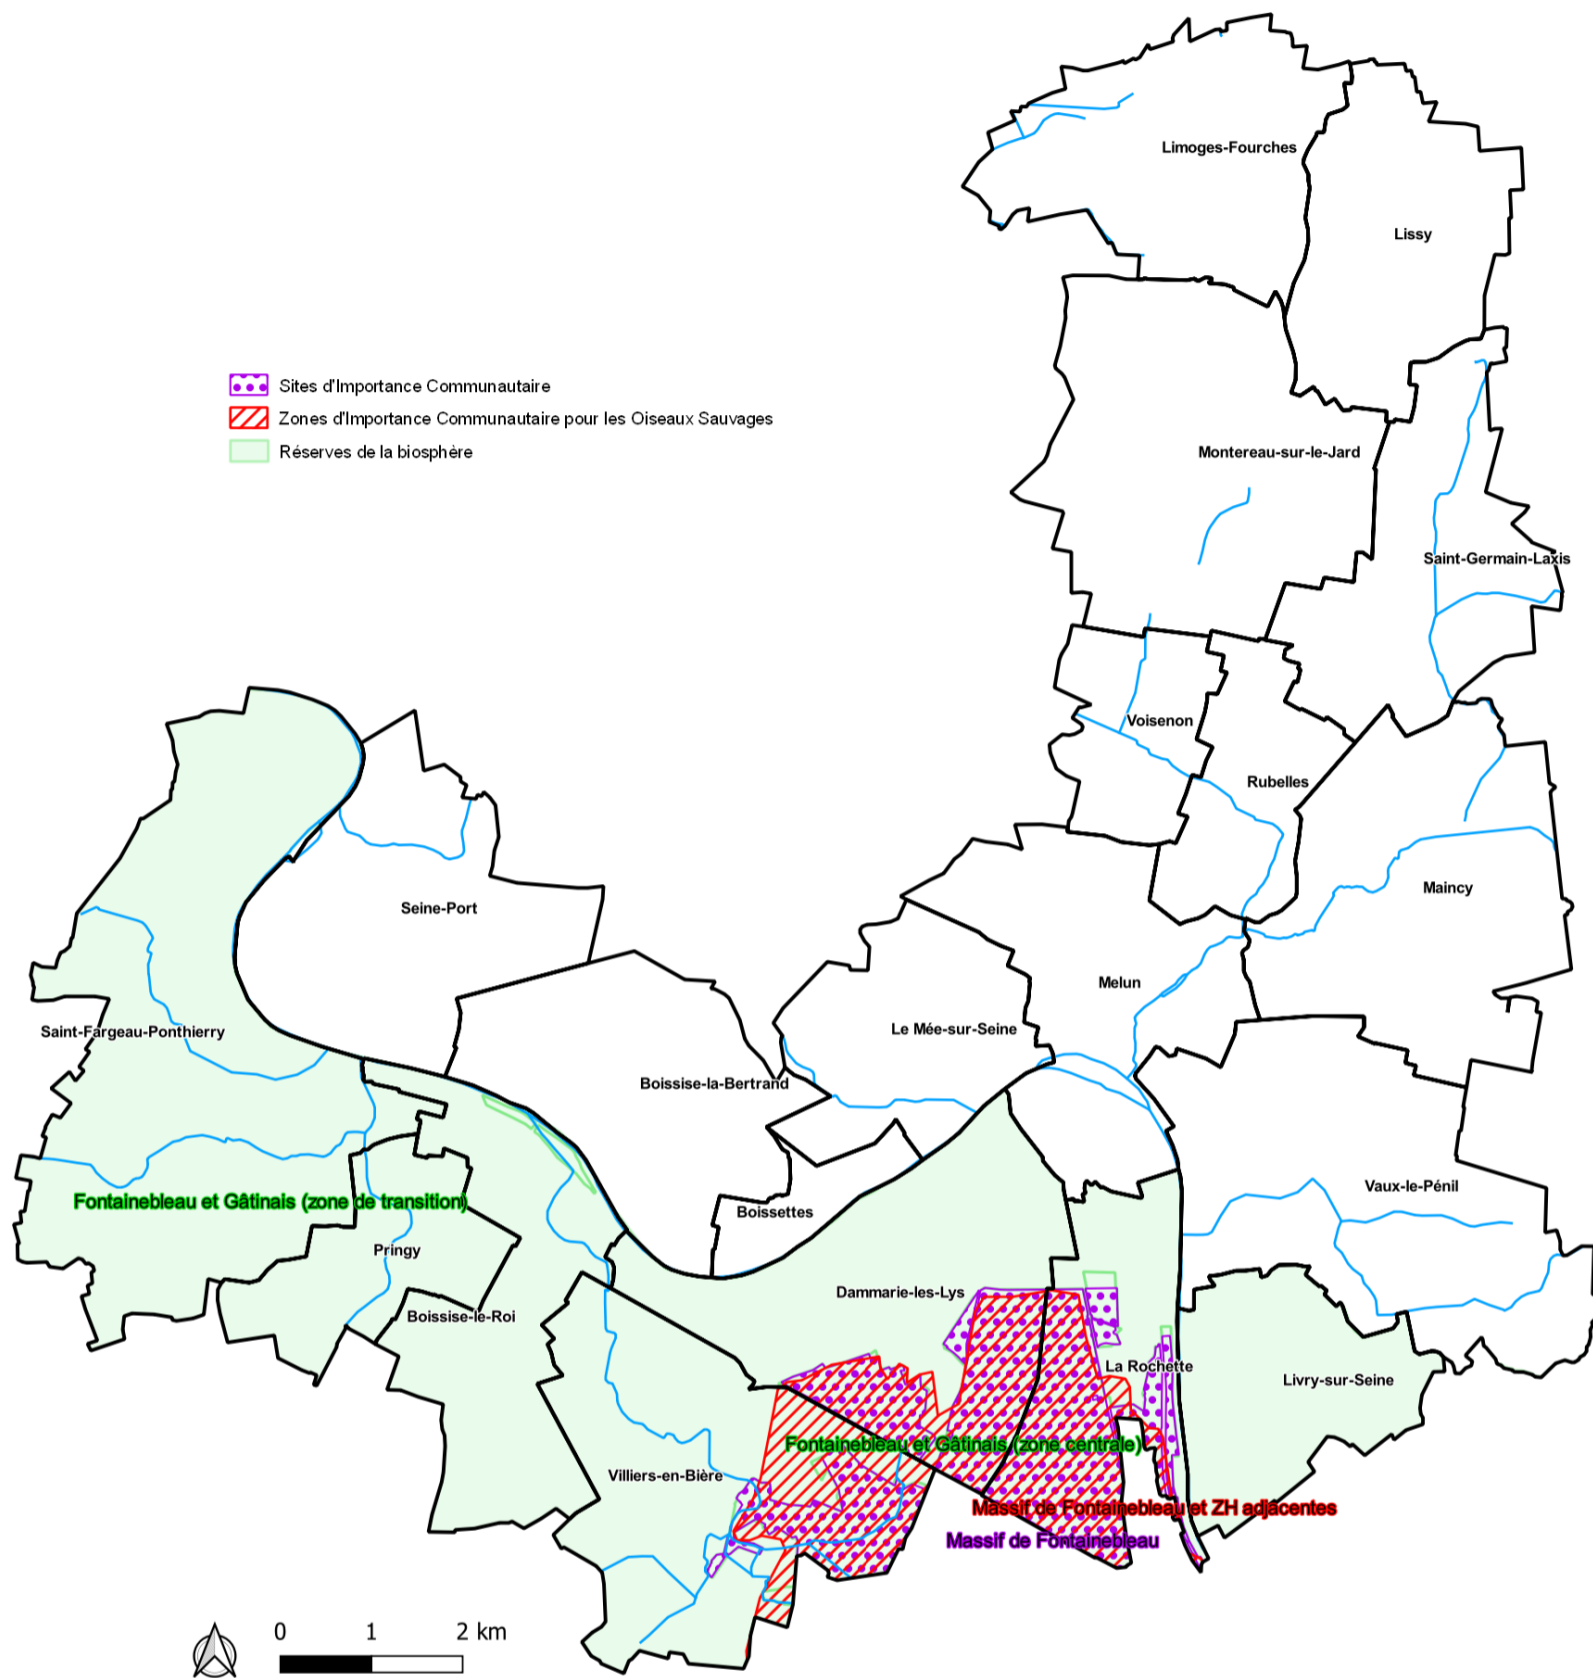 Limoges-Fourches
Lissy
Sites d'Importance Communautaire
Zones d'Importance Communautaire pour les Oiseaux Sauvages
Réserves de la biosphère
Montereau-sur-le-Jard
Saint-Germain-Laxis
Voisenon
Rubelles
Maincy
Seine-Port
Melun
Saint-Fargeau-Ponthierry
Le Mée-sur-Seine
Boissise-la-Bertrand
Vaux-le-Pénil
Fontainebleau et Gâtinais (zone de transition)
Boissettes
Pringy
Dammarie-les-Lys
Boissise-le-Roi
La Rochette
Livry-sur-Seine
Fontainebleau et Gâtinais (zone centrale)
Villiers-en-Bière
Massif de Fontainebleau et ZH adjacentes
Massif de Fontainebleau
0 1 2 km